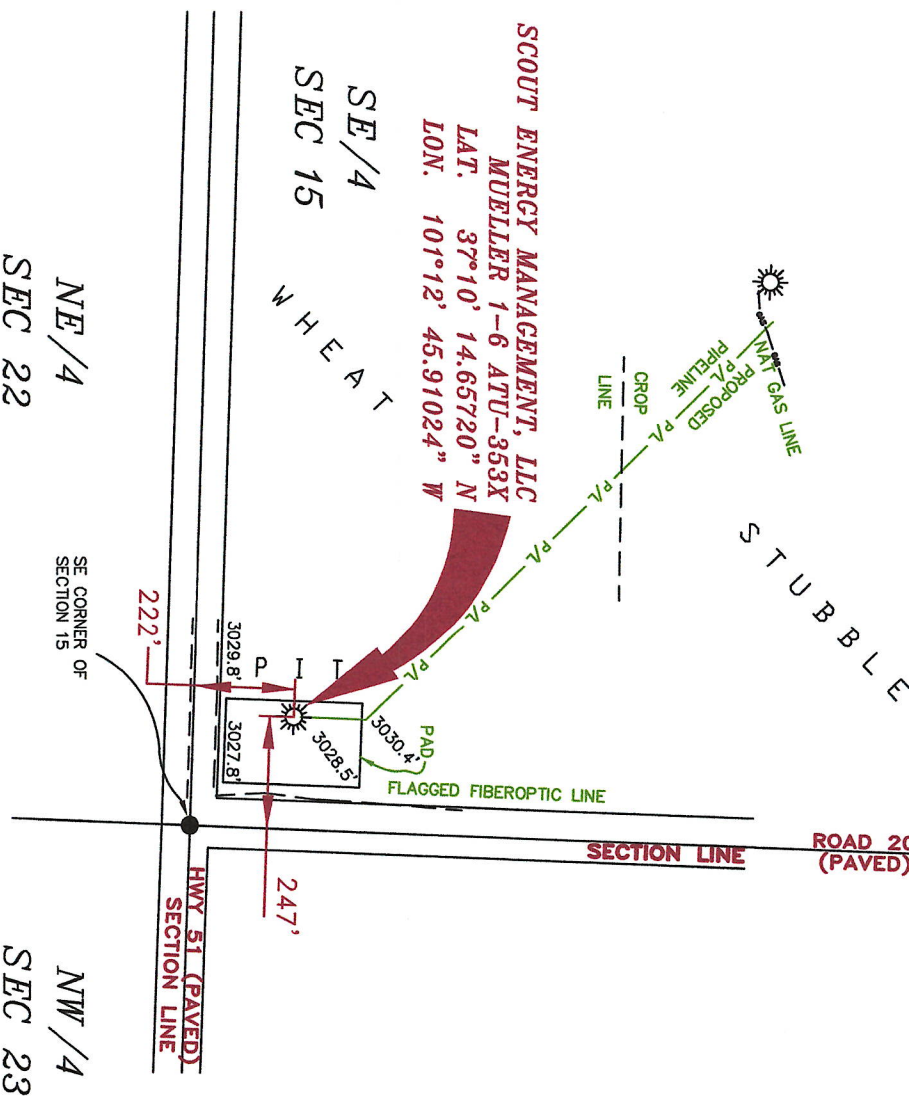 SCOUT ENERGY MANAGEMENT, LLC
MUELLER 1-6 ATU-353X
LAT. 37°10' 14.65720" N
LON. 101°12' 45.91024" W
SE/4
SEC 15
NE/4
SEC 22
NW/4
SEC 23
WHEAT
STUBBLE
GAS
GAS
NAT GAS LINE
PROPOSED
PIPELINE
P/L
P/L
P/L
P/L
P/L
P/L
P/L
CROP
LINE
PAD
FLAGGED FIBEROPTIC LINE
3030.4'
3028.5'
3029.8'
3027.8'
PIT
222'
247'
SE CORNER OF
SECTION 15
SECTION LINE
ROAD 20
(PAVED)
HWY 51 (PAVED)
SECTION LINE